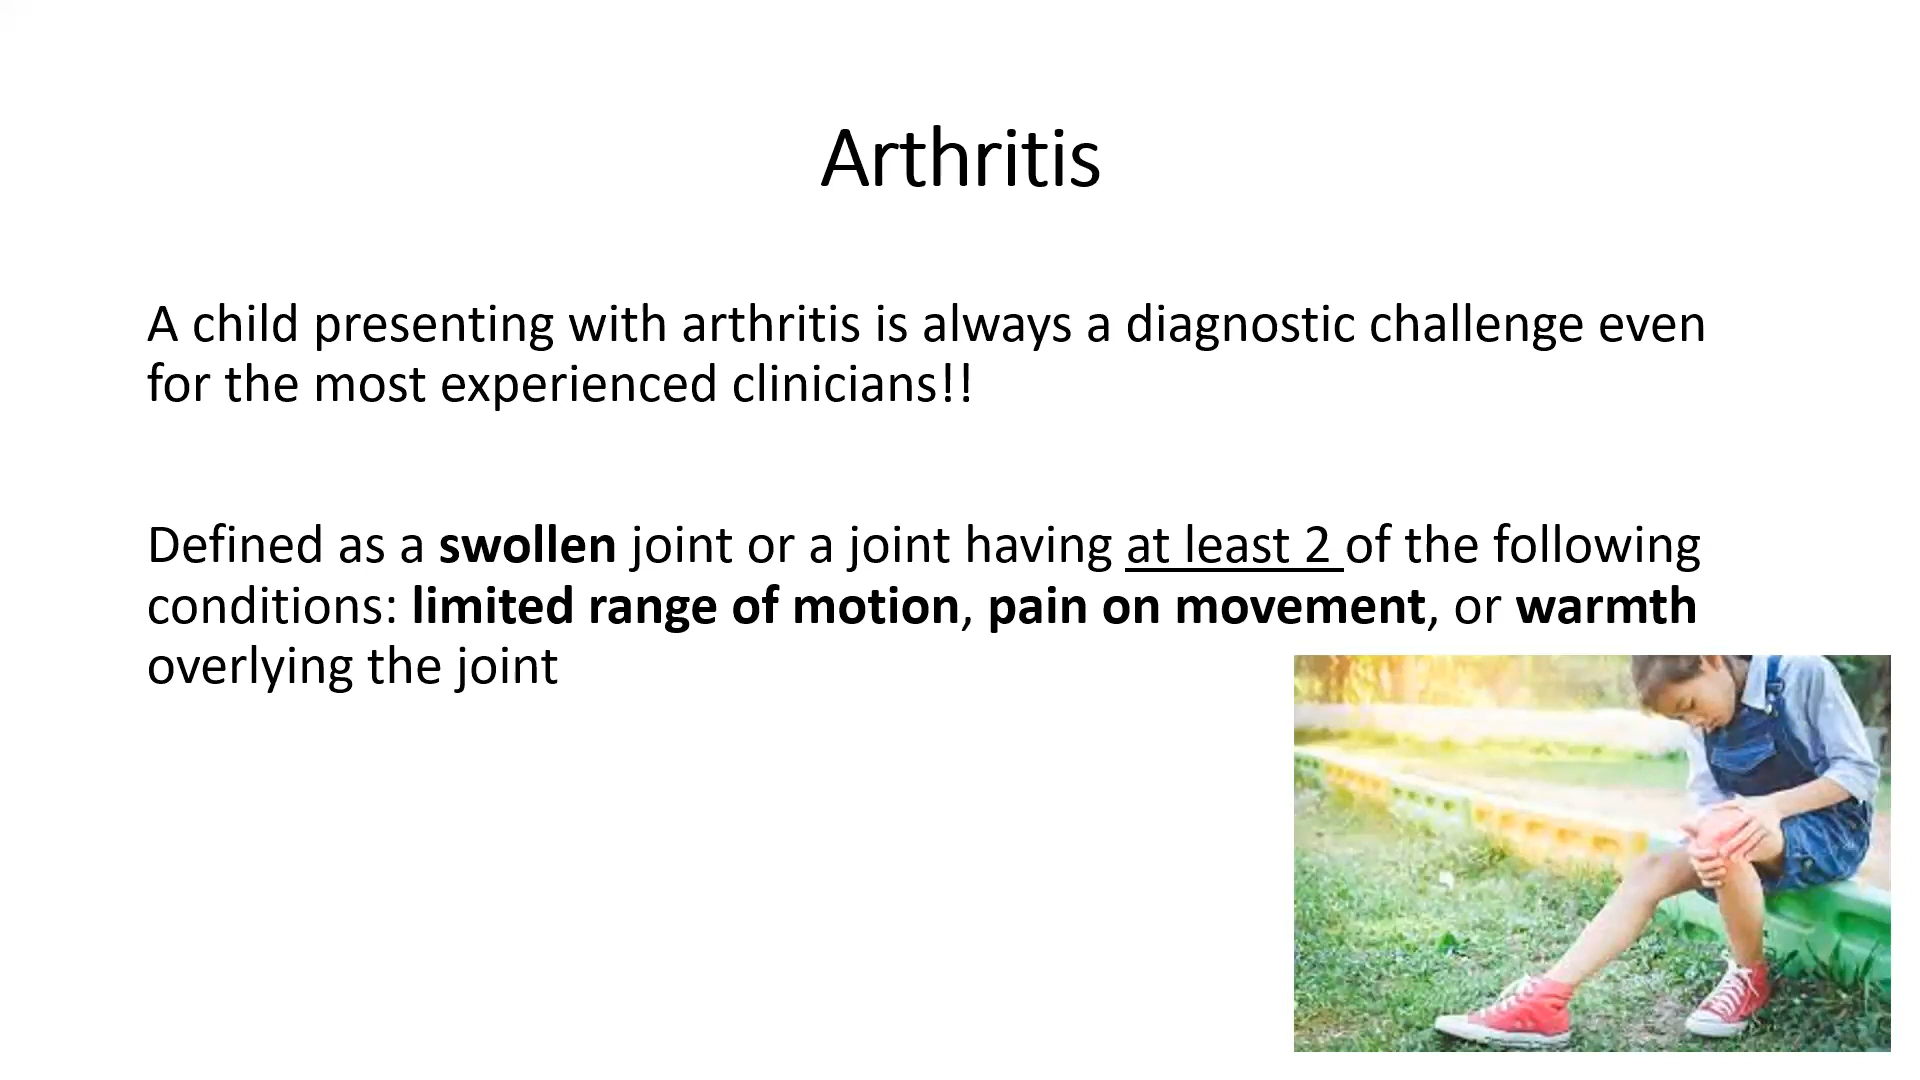 Arthritis
A child presenting with arthritis is always a diagnostic challenge even
for the most experienced clinicians!!
Defined as a swollen joint or a joint having at least 2 of the following
conditions: limited range of motion, pain on movement, or warmth
overlying the joint